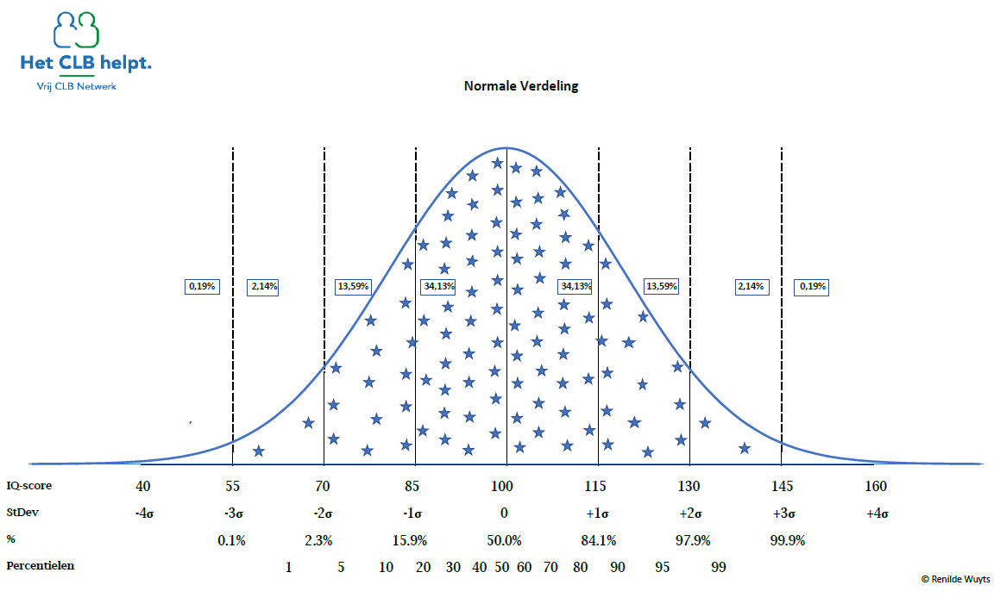 Het CLB helpt.
Vrij CLB Netwerk
Normale Verdeling
0,19% 2,14% 13,59% 34,13% 34,13% 13,59% 2,14% 0,19%
IQ-score 40 55 70 85 100 115 130 145 160
StDev -4σ -3σ -2σ -1σ 0 +1σ +2σ +3σ +4σ
% 0.1% 2.3% 15.9% 50.0% 84.1% 97.9% 99.9%
Percentielen 1 5 10 20 30 40 50 60 70 80 90 95 99
© Renilde Wuyts